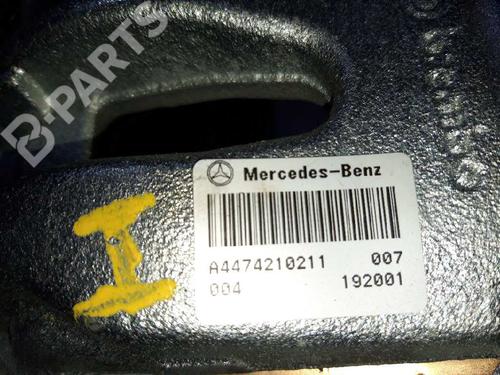 B-PARTS
Mercedes-Benz
A4474210211 007
004 192001
I